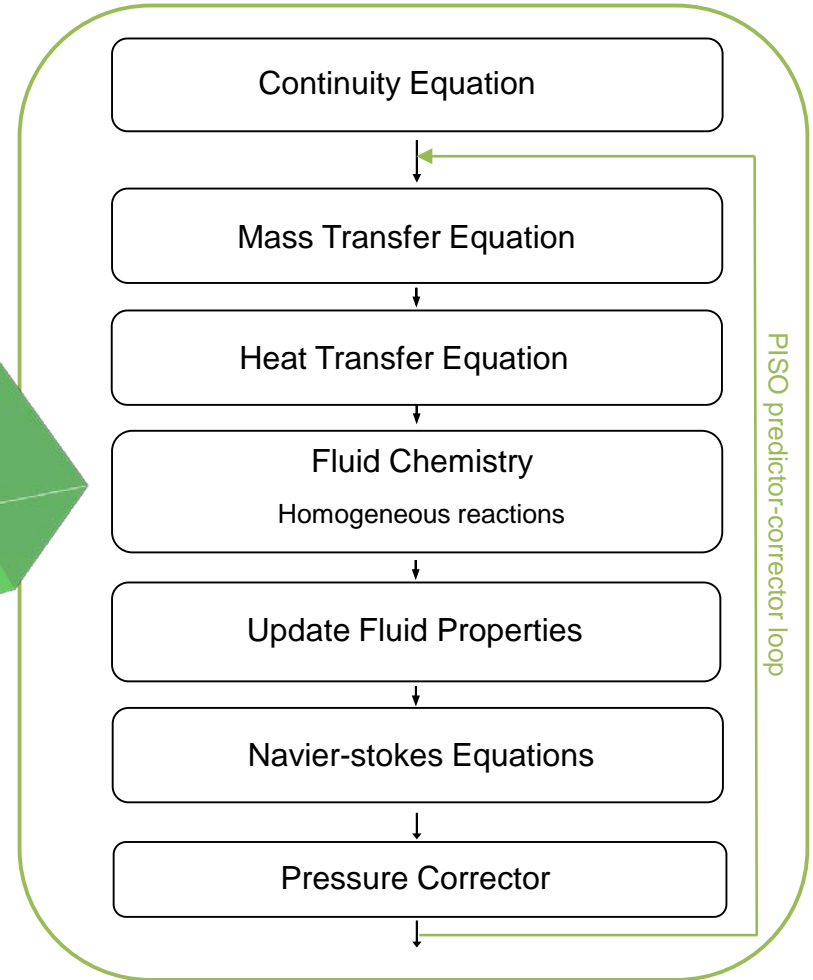 Continuity Equation
Mass Transfer Equation
Heat Transfer Equation
Fluid Chemistry
Homogeneous reactions
Update Fluid Properties
Navier-stokes Equations
Pressure Corrector
PISO predictor-corrector loop